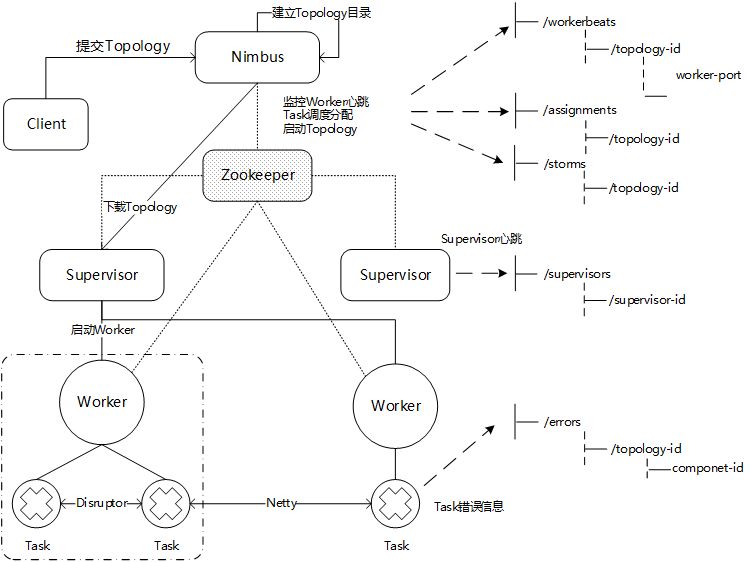 建立Topology目录
提交Topology
Nimbus
Client
监控Worker心跳
Task调度分配
启动Topology
/workerbeats
/topology-id
worker-port
/assignments
/topology-id
/storms
/topology-id
Zookeeper
下载Topology
Supervisor
Supervisor
Supervisor心跳
/supervisors
/supervisor-id
启动Worker
Worker
Worker
/errors
/topology-id
componet-id
Disruptor
Netty
Task错误信息
Task
Task
Task